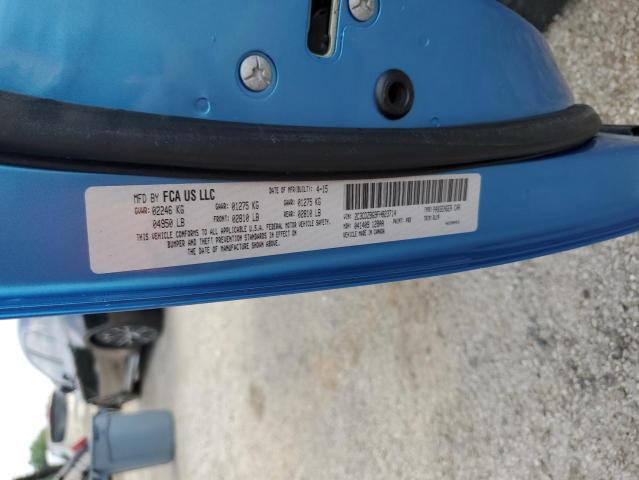 MFD BY FCA US LLC
DATE OF MFR(BUILT): 4-15
GVWR: 02246 KG
04950 LB
GAWR: 01275 KG
FRONT: 02810 LB
GAWR: 01275 KG
REAR: 02810 LB
THIS VEHICLE CONFORMS TO ALL APPLICABLE U.S.A. FEDERAL MOTOR VEHICLE SAFETY,
BUMPER AND THEFT PREVENTION STANDARDS IN EFFECT ON
THE DATE OF MANUFACTURE SHOWN ABOVE.
TYPE: PASSENGER CAR
MDH: 041409 120AA
VEHICLE MADE IN CANADA